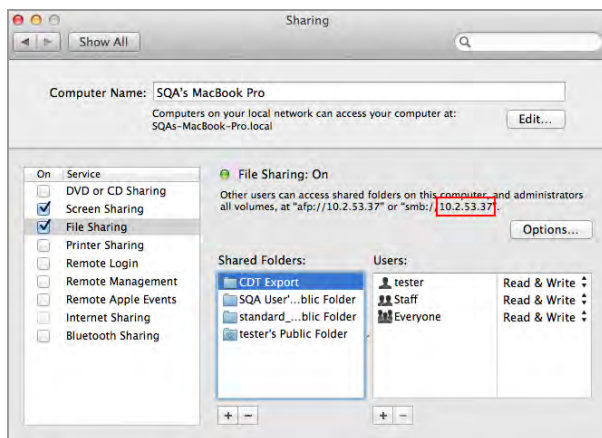 Sharing
Show All
Computer Name: SQA's MacBook Pro
Computers on your local network can access your computer at:
SQAs-MacBook-Pro.local
Edit...
On Service
DVD or CD Sharing
Screen Sharing
File Sharing
Printer Sharing
Remote Login
Remote Management
Remote Apple Events
Internet Sharing
Bluetooth Sharing
File Sharing: On
Other users can access shared folders on this computer, and administrators
all volumes, at "afp://10.2.53.37" or "smb://10.2.53.37".
Options...
Shared Folders:
CDT Export
SQA User'...blic Folder
standard_...blic Folder
tester's Public Folder
+ −
Users:
tester Read & Write
Staff Read & Write
Everyone Read & Write
+ −